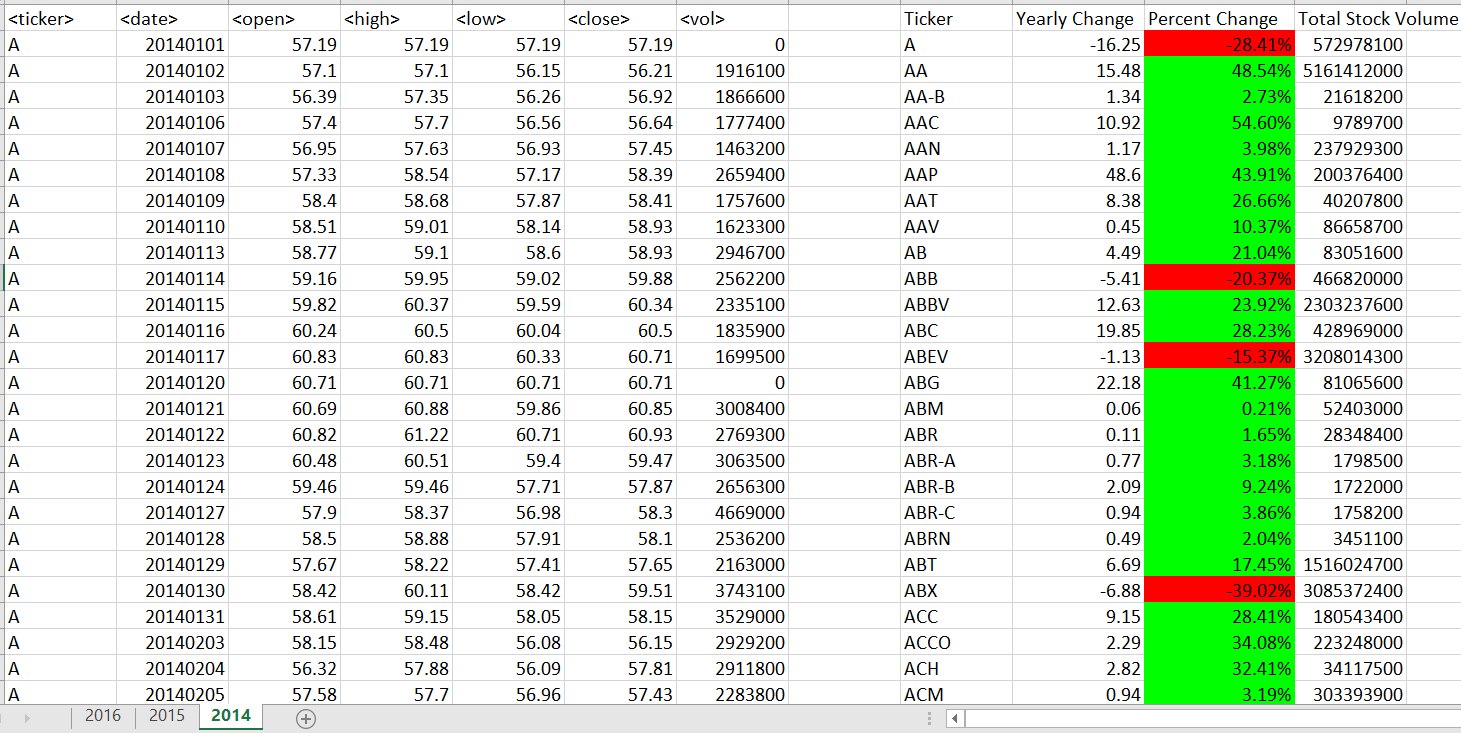 <ticker> <date> <open> <high> <low> <close> <vol> Ticker Yearly Change Percent Change Total Stock Volume
A 20140101 57.19 57.19 57.19 57.19 0 A -16.25 -28.41% 572978100
A 20140102 57.1 57.1 56.15 56.21 1916100 AA 15.48 48.54% 5161412000
A 20140103 56.39 57.35 56.26 56.92 1866600 AA-B 1.34 2.73% 21618200
A 20140106 57.4 57.7 56.56 56.64 1777400 AAC 10.92 54.60% 9789700
A 20140107 56.95 57.63 56.93 57.45 1463200 AAN 1.17 3.98% 237929300
A 20140108 57.33 58.54 57.17 58.39 2659400 AAP 48.6 43.91% 200376400
A 20140109 58.4 58.68 57.87 58.41 1757600 AAT 8.38 26.66% 40207800
A 20140110 58.51 59.01 58.14 58.93 1623300 AAV 0.45 10.37% 86658700
A 20140113 58.77 59.1 58.6 58.93 2946700 AB 4.49 21.04% 83051600
A 20140114 59.16 59.95 59.02 59.88 2562200 ABB -5.41 -20.37% 466820000
A 20140115 59.82 60.37 59.59 60.34 2335100 ABBV 12.63 23.92% 2303237600
A 20140116 60.24 60.5 60.04 60.5 1835900 ABC 19.85 28.23% 428969000
A 20140117 60.83 60.83 60.33 60.71 1699500 ABEV -1.13 -15.37% 3208014300
A 20140120 60.71 60.71 60.71 60.71 0 ABG 22.18 41.27% 81065600
A 20140121 60.69 60.88 59.86 60.85 3008400 ABM 0.06 0.21% 52403000
A 20140122 60.82 61.22 60.71 60.93 2769300 ABR 0.11 1.65% 28348400
A 20140123 60.48 60.51 59.4 59.47 3063500 ABR-A 0.77 3.18% 1798500
A 20140124 59.46 59.46 57.71 57.87 2656300 ABR-B 2.09 9.24% 1722000
A 20140127 57.9 58.37 56.98 58.3 4669000 ABR-C 0.94 3.86% 1758200
A 20140128 58.5 58.88 57.91 58.1 2536200 ABRN 0.49 2.04% 3451100
A 20140129 57.67 58.22 57.41 57.65 2163000 ABT 6.69 17.45% 1516024700
A 20140130 58.42 60.11 58.42 59.51 3743100 ABX -6.88 -39.02% 3085372400
A 20140131 58.61 59.15 58.05 58.15 3529000 ACC 9.15 28.41% 180543400
A 20140203 58.15 58.48 56.08 56.15 2929200 ACCO 2.29 34.08% 223248000
A 20140204 56.32 57.88 56.09 57.81 2911800 ACH 2.82 32.41% 34117500
A 20140205 57.58 57.7 56.96 57.43 2283800 ACM 0.94 3.19% 303393900
2016 2015 2014